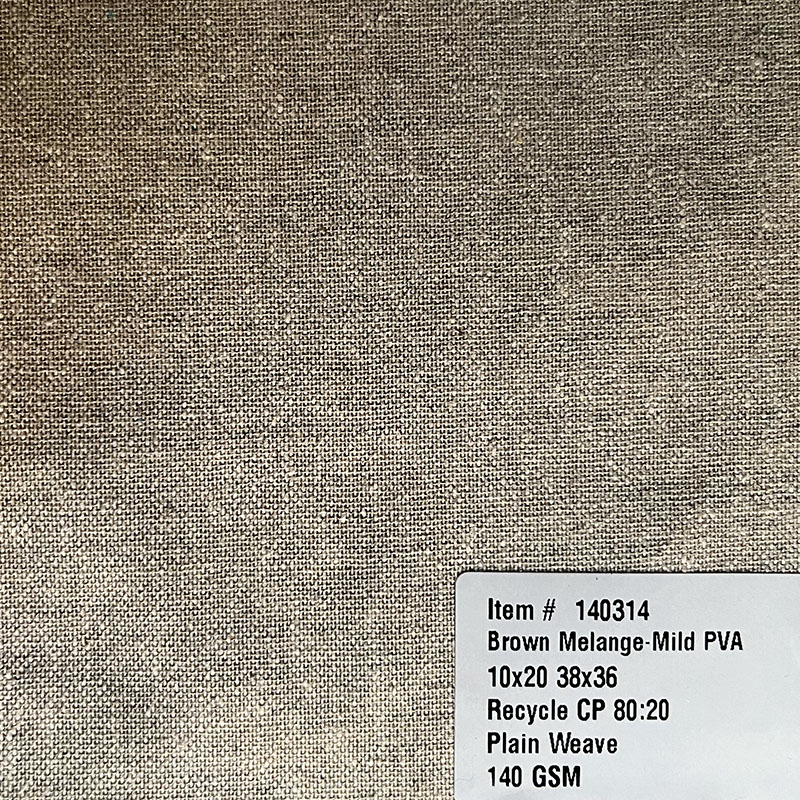 Item # 140314
Brown Melange-Mild PVA
10x20 38x36
Recycle CP 80:20
Plain Weave
140 GSM